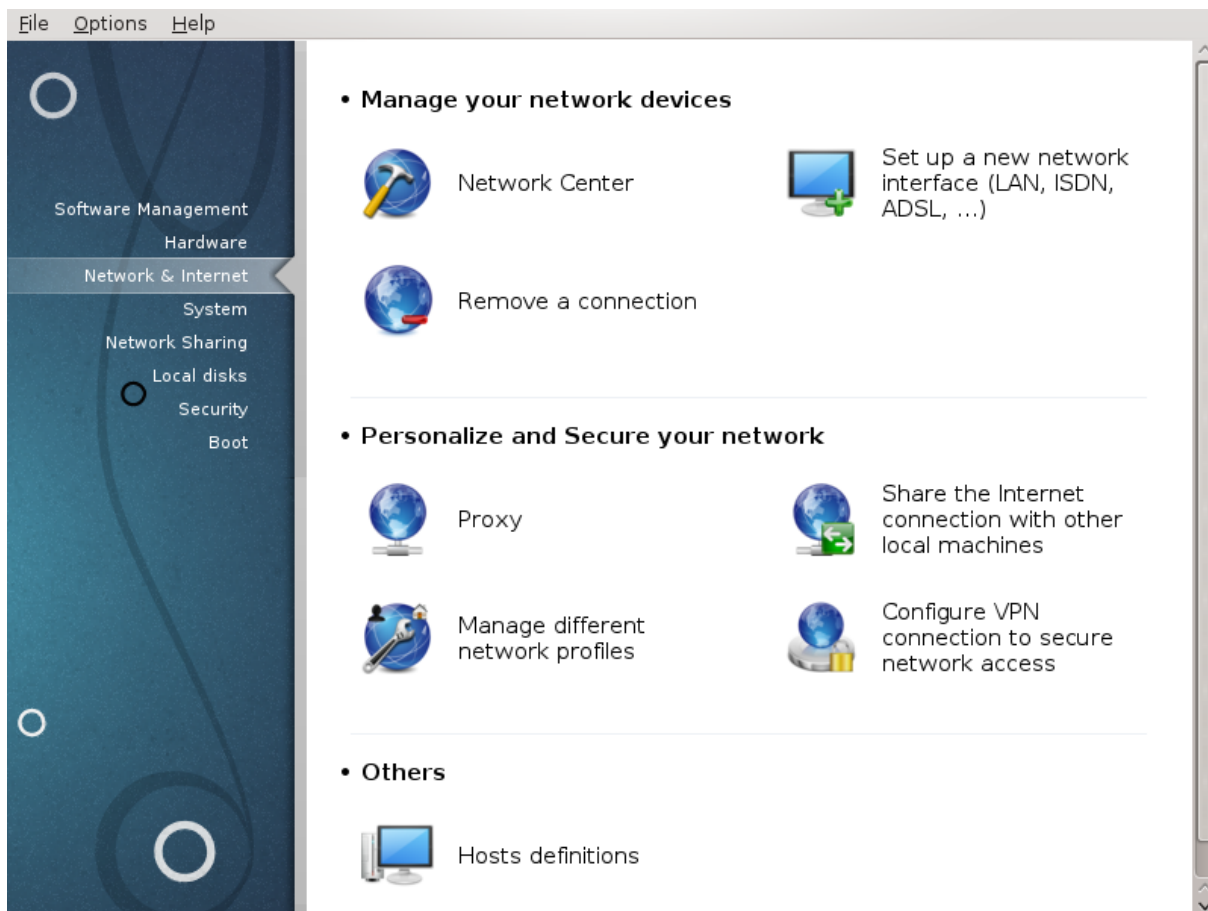 File Options Help
Software Management
Hardware
Network & Internet
System
Network Sharing
Local disks
Security
Boot
• Manage your network devices
Network Center
Set up a new network
interface (LAN, ISDN,
ADSL, ...)
Remove a connection
• Personalize and Secure your network
Proxy
Share the Internet
connection with other
local machines
Manage different
network profiles
Configure VPN
connection to secure
network access
• Others
Hosts definitions